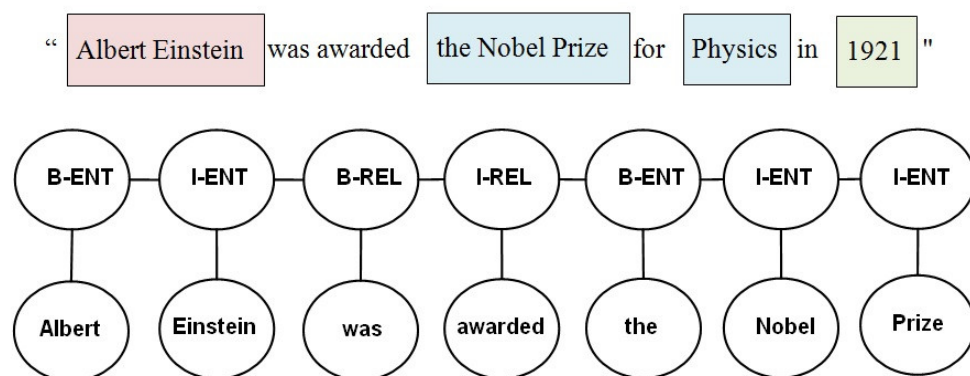 “ Albert Einstein was awarded the Nobel Prize for Physics in 1921 "
B-ENT I-ENT B-REL I-REL B-ENT I-ENT I-ENT
Albert Einstein was awarded the Nobel Prize